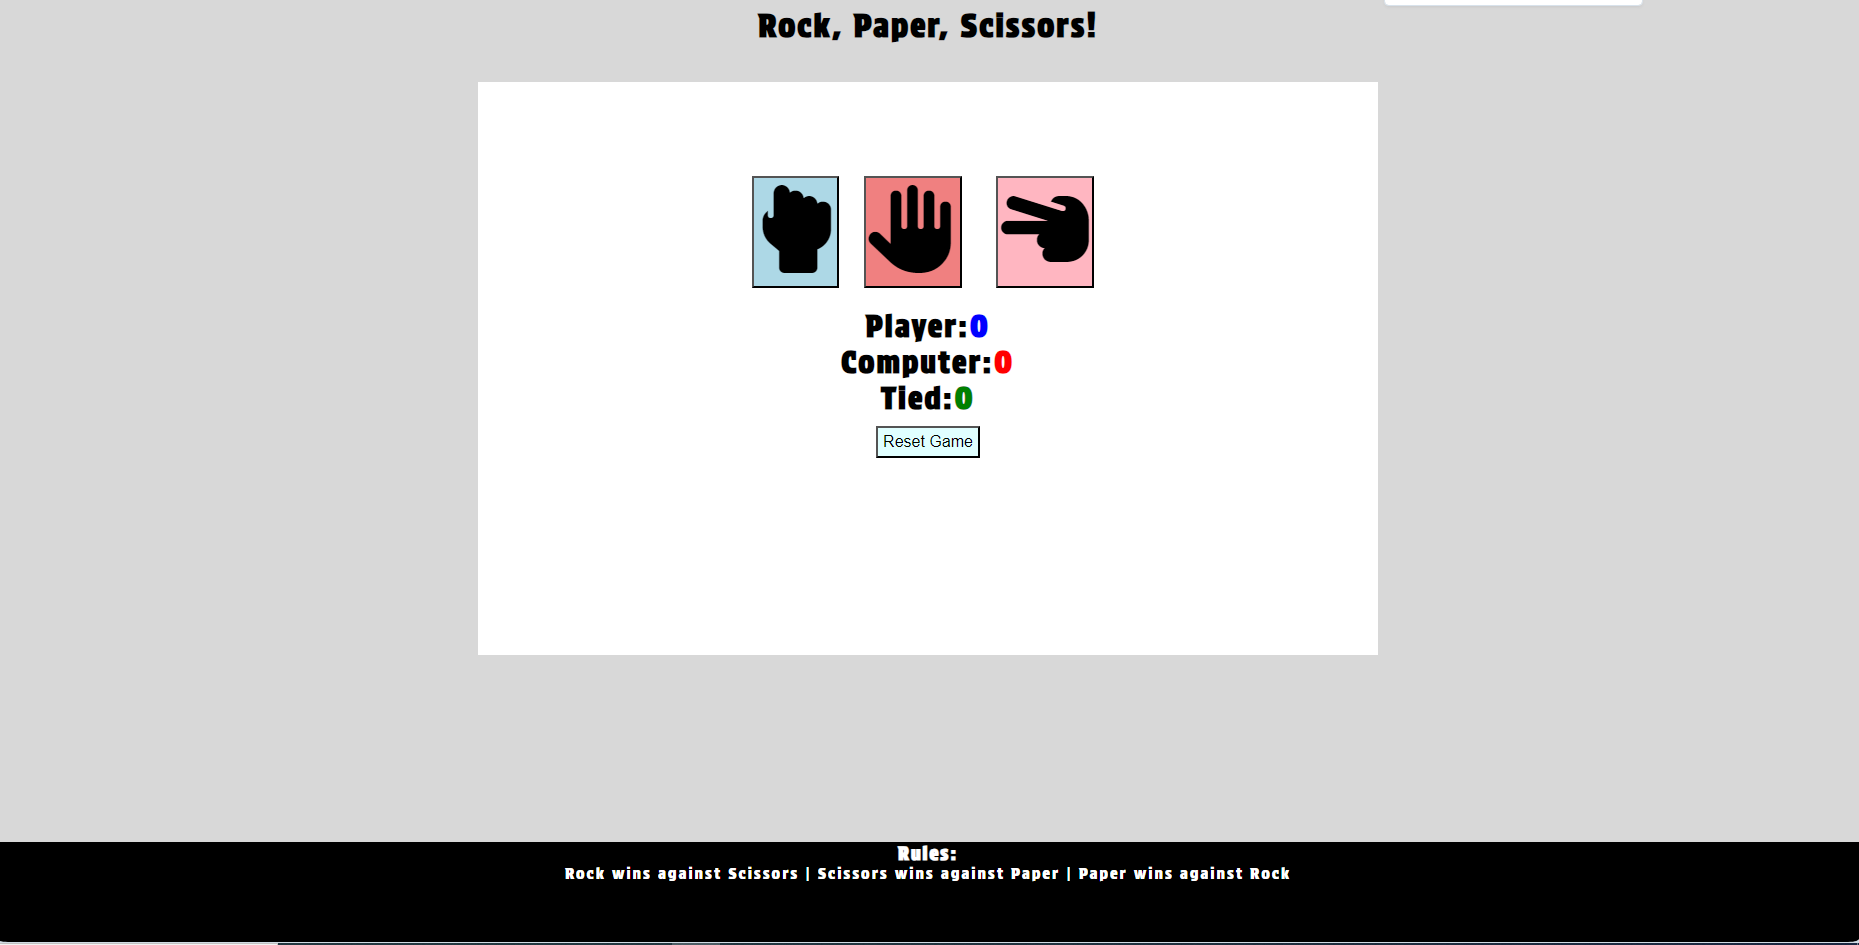 Rock, Paper, Scissors!
Player:0
Computer:0
Tied:0
Reset Game
Rules:
Rock wins against Scissors | Scissors wins against Paper | Paper wins against Rock